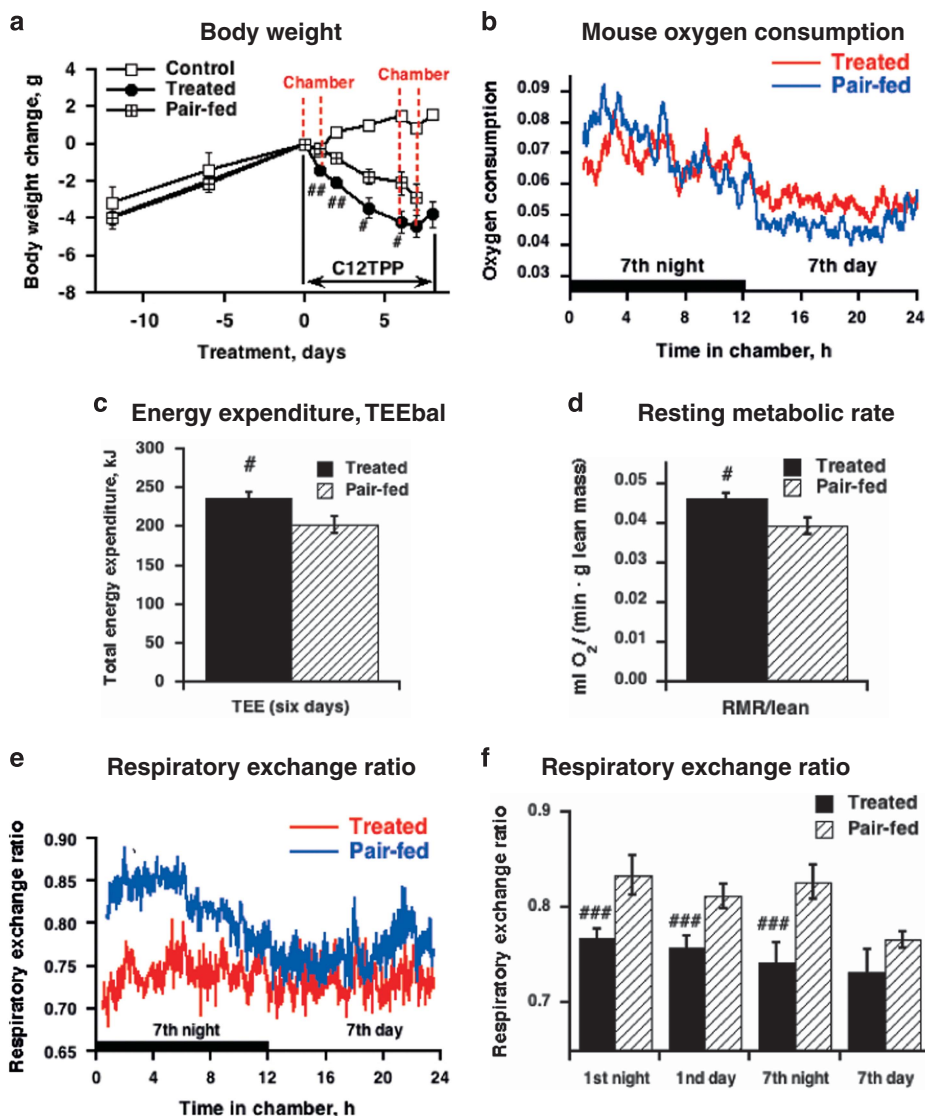 a
Body weight
Body weight change, g
4
2
0
-2
-4
-6
-8
Control
Treated
Pair-fed
Chamber
Chamber
##
##
#
#
C12TPP
-10
-5
0
5
Treatment, days
b
Mouse oxygen consumption
Treated
Pair-fed
Oxygen consumption
0.09
0.08
0.07
0.06
0.05
0.04
0.03
7th night
7th day
0
4
8
12
16
20
24
Time in chamber, h
c
Energy expenditure, TEEbal
Total energy expenditure, kJ
300
250
200
150
100
50
0
#
Treated
Pair-fed
TEE (six days)
d
Resting metabolic rate
ml O2/ (min · g lean mass)
0.05
0.04
0.03
0.02
0.01
0.00
#
Treated
Pair-fed
RMR/lean
e
Respiratory exchange ratio
Respiratory exchange ratio
0.90
0.85
0.80
0.75
0.70
0.65
Treated
Pair-fed
7th night
7th day
0
4
8
12
16
20
24
Time in chamber, h
f
Respiratory exchange ratio
Respiratory exchange ratio
0.9
0.8
0.7
Treated
Pair-fed
###
###
###
1st night
1nd day
7th night
7th day